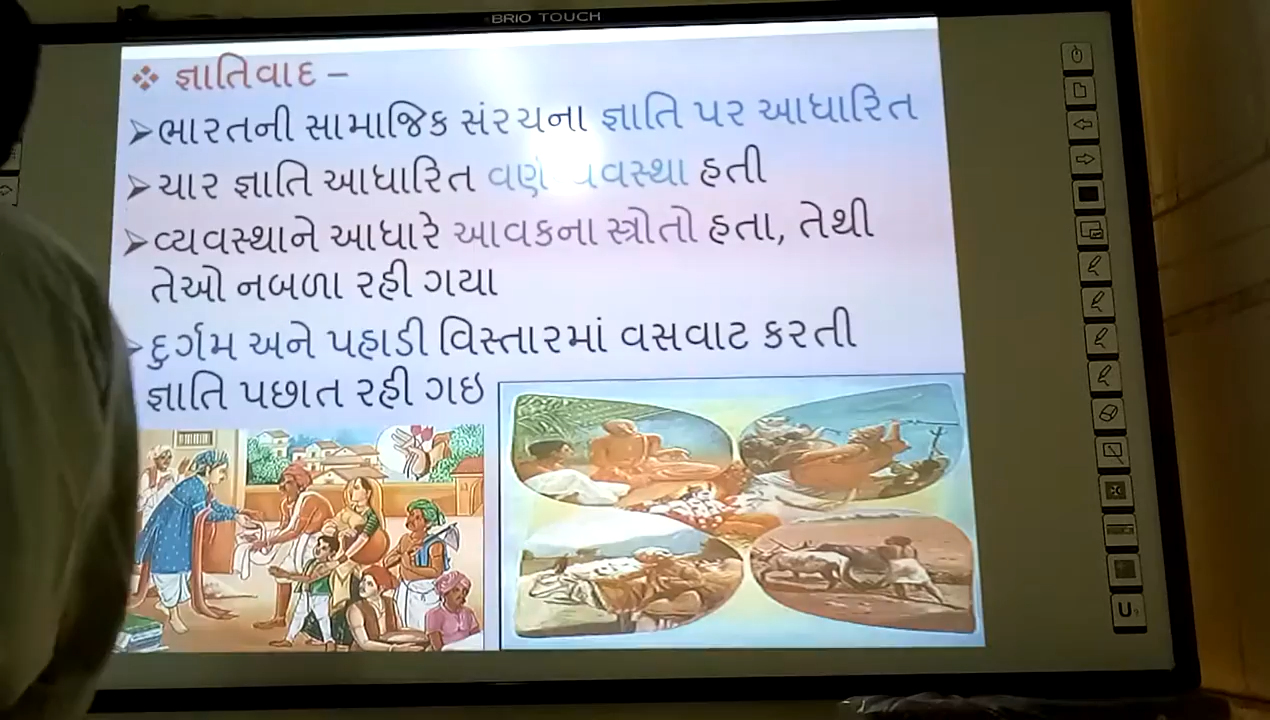 BRIO TOUCH
❖ જ્ઞાતિવાદ –
➤ભારતની સામાજિક સંરચના જ્ઞાતિ પર આધારિત
➤ચાર જ્ઞાતિ આધારિત હતી
➤વ્યવસ્થાને આધારે આવકના સ્ત્રોતો હતા, તેથી
તેઓ નબળા રહી ગયા
➤દુર્ગમ અને પહાડી વિસ્તારમાં વસવાટ કરતી
જ્ઞાતિ પછાત રહી ગઇ